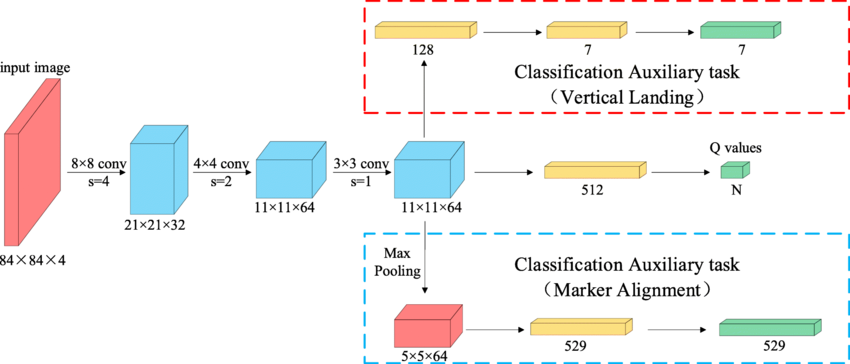 input image
84×84×4
8×8 conv
s=4
21×21×32
4×4 conv
s=2
11×11×64
3×3 conv
s=1
11×11×64
128
7
7
Classification Auxiliary task
（Vertical Landing）
512
Q values
N
Max
Pooling
Classification Auxiliary task
（Marker Alignment）
5×5×64
529
529